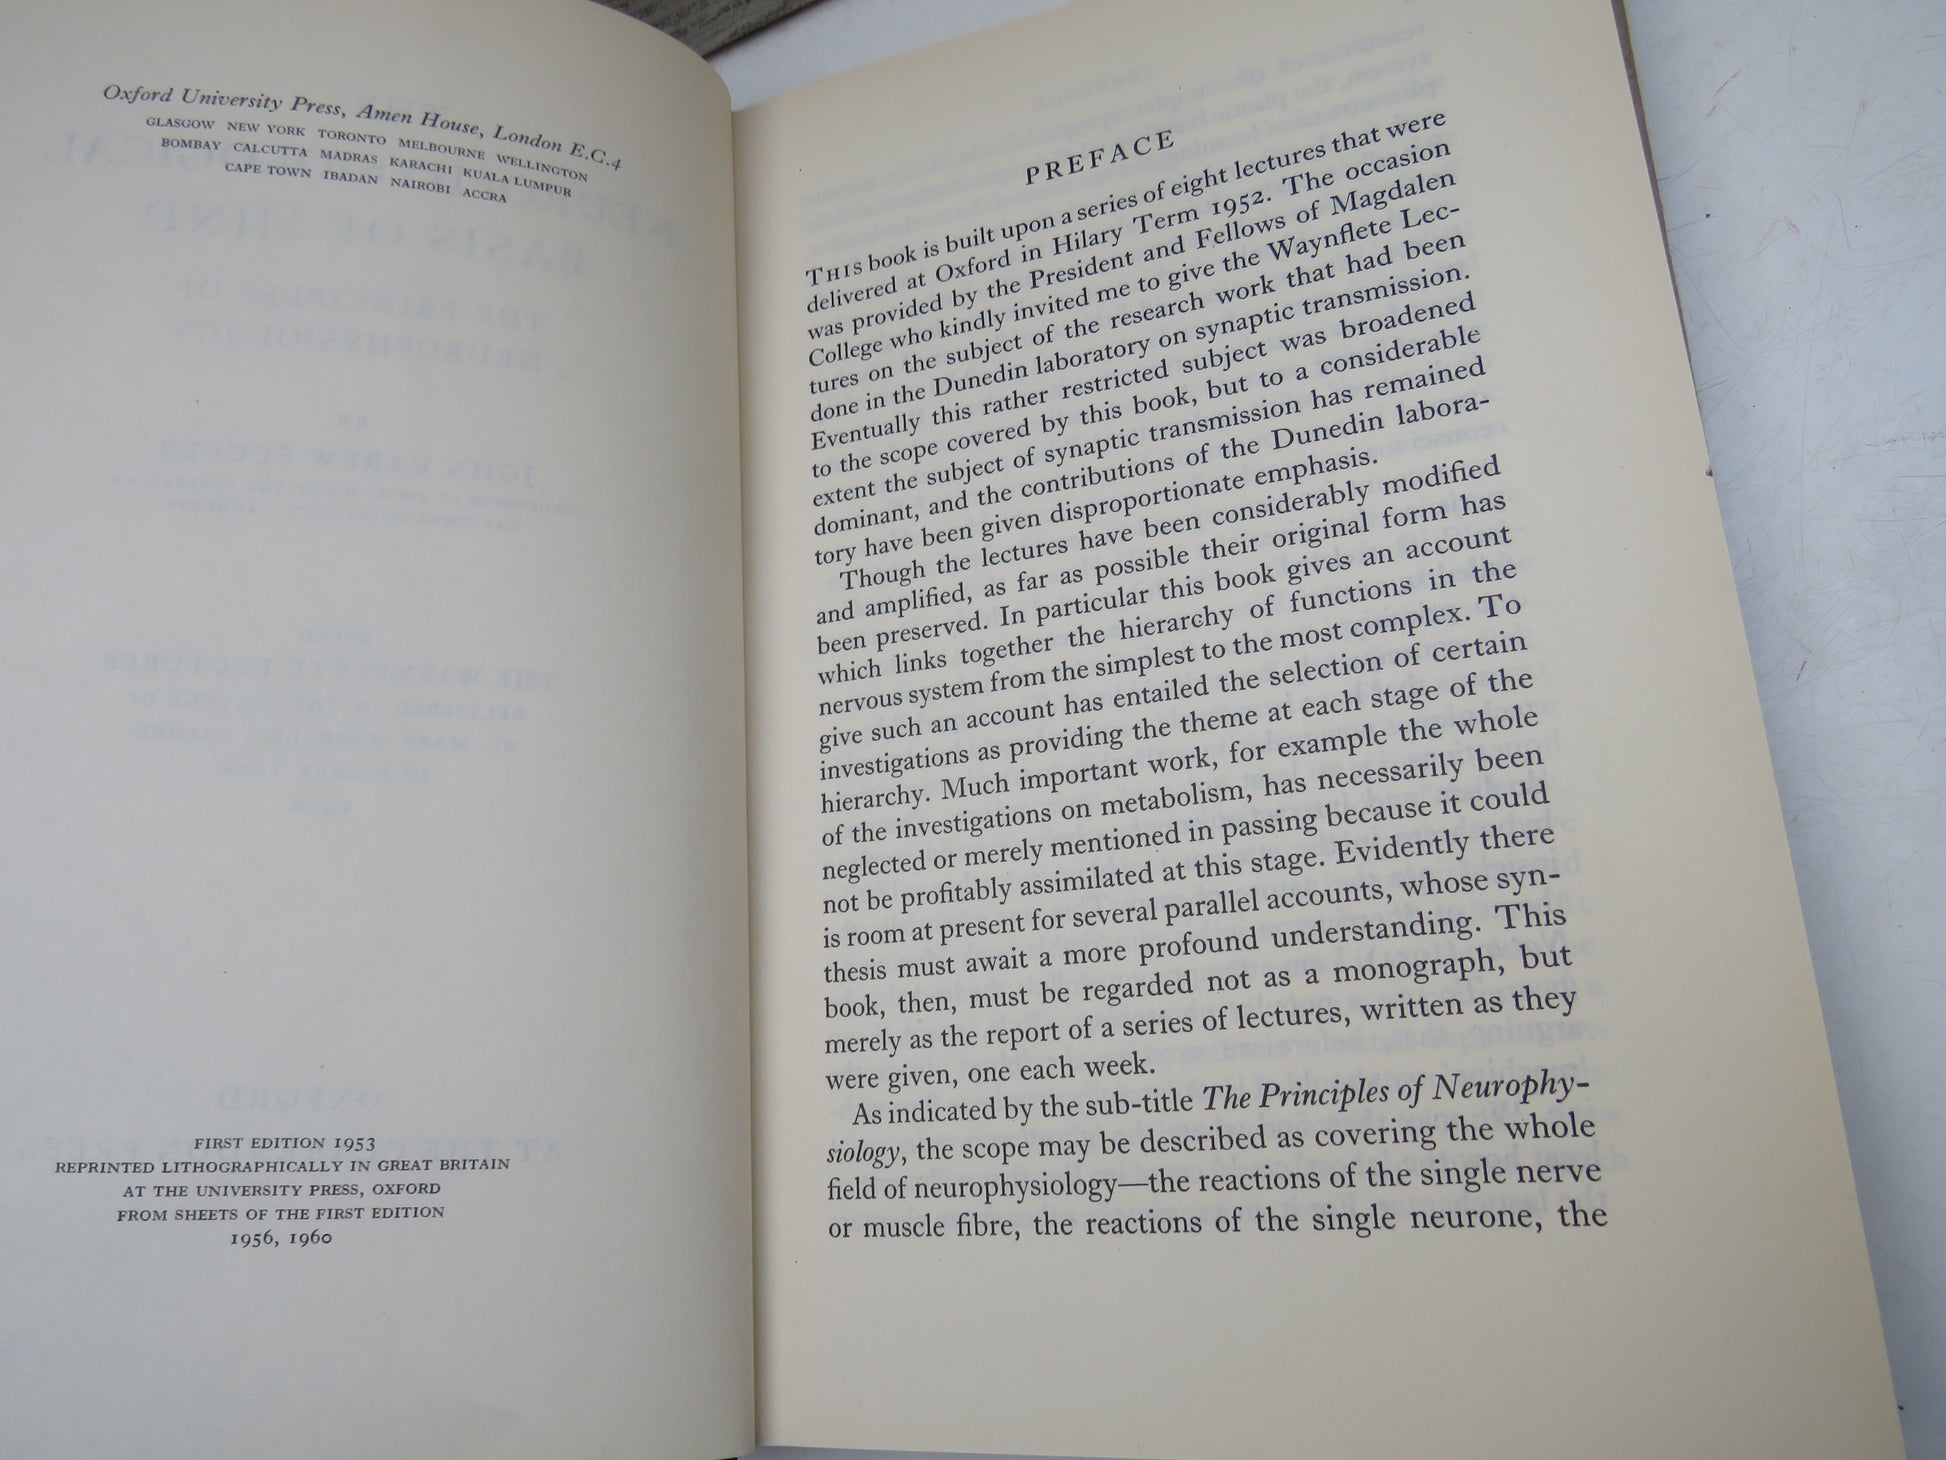 Oxford University Press, Amen House, London E.C.4
GLASGOW NEW YORK TORONTO MELBOURNE WELLINGTON
BOMBAY CALCUTTA MADRAS KARACHI KUALA LUMPUR
CAPE TOWN IBADAN NAIROBI ACCRA
FIRST EDITION 1953
REPRINTED LITHOGRAPHICALLY IN GREAT BRITAIN
AT THE UNIVERSITY PRESS, OXFORD
FROM SHEETS OF THE FIRST EDITION
1956, 1960
PREFACE
THIS book is built upon a series of eight lectures that were
delivered at Oxford in Hilary Term 1952. The occasion
was provided by the President and Fellows of Magdalen
College who kindly invited me to give the Waynflete Lec-
tures on the subject of the research work that had been
done in the Dunedin laboratory on synaptic transmission.
Eventually this rather restricted subject was broadened
to the scope covered by this book, but to a considerable
extent the subject of synaptic transmission has remained
dominant, and the contributions of the Dunedin labora-
tory have been given disproportionate emphasis.
Though the lectures have been considerably modified
and amplified, as far as possible their original form has
been preserved. In particular this book gives an account
which links together the hierarchy of functions in the
nervous system from the simplest to the most complex. To
give such an account has entailed the selection of certain
investigations as providing the theme at each stage of the
hierarchy. Much important work, for example the whole
of the investigations on metabolism, has necessarily been
neglected or merely mentioned in passing because it could
not be profitably assimilated at this stage. Evidently there
is room at present for several parallel accounts, whose syn-
thesis must await a more profound understanding. This
book, then, must be regarded not as a monograph, but
merely as the report of a series of lectures, written as they
were given, one each week.
As indicated by the sub-title The Principles of Neurophy-
siology, the scope may be described as covering the whole
field of neurophysiology—the reactions of the single nerve
or muscle fibre, the reactions of the single neurone, the